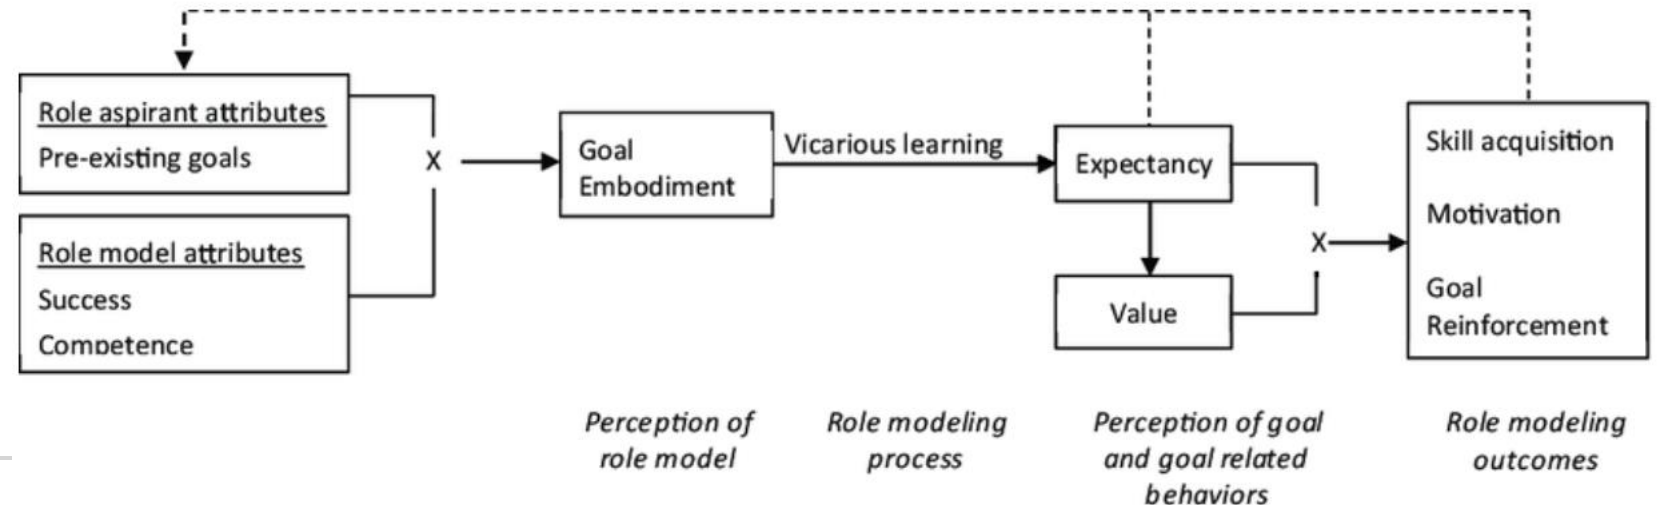 Role aspirant attributes
Pre-existing goals
X
Role model attributes
Success
Competence
Goal
Embodiment
Vicarious learning
Expectancy
Value
X
Skill acquisition
Motivation
Goal
Reinforcement
Perception of
role model
Role modeling
process
Perception of goal
and goal related
behaviors
Role modeling
outcomes